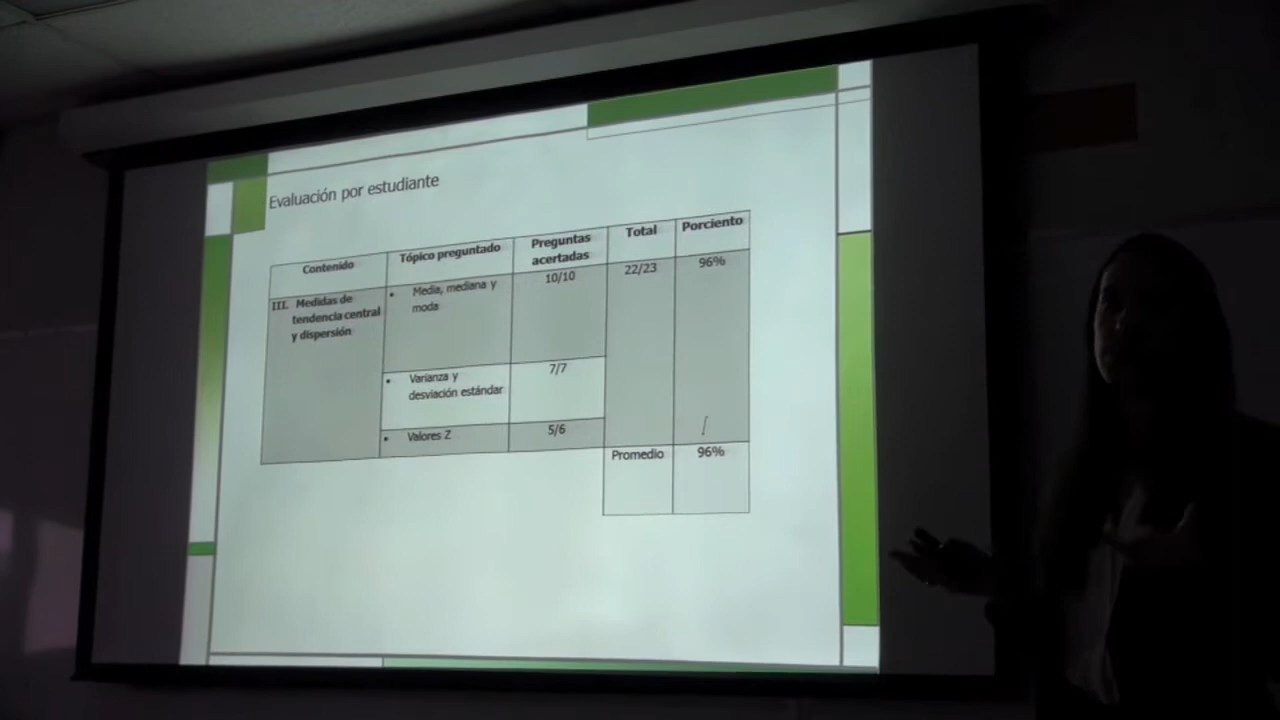 Evaluación por estudiante
Contenido
Tópico preguntado
Preguntas
acertadas
Total
Porciento
III. Medidas de
tendencia central
y dispersión
• Media, mediana y
moda
10/10
22/23
96%
• Varianza y
desviación estándar
7/7
• Valores Z
5/6
Promedio
96%